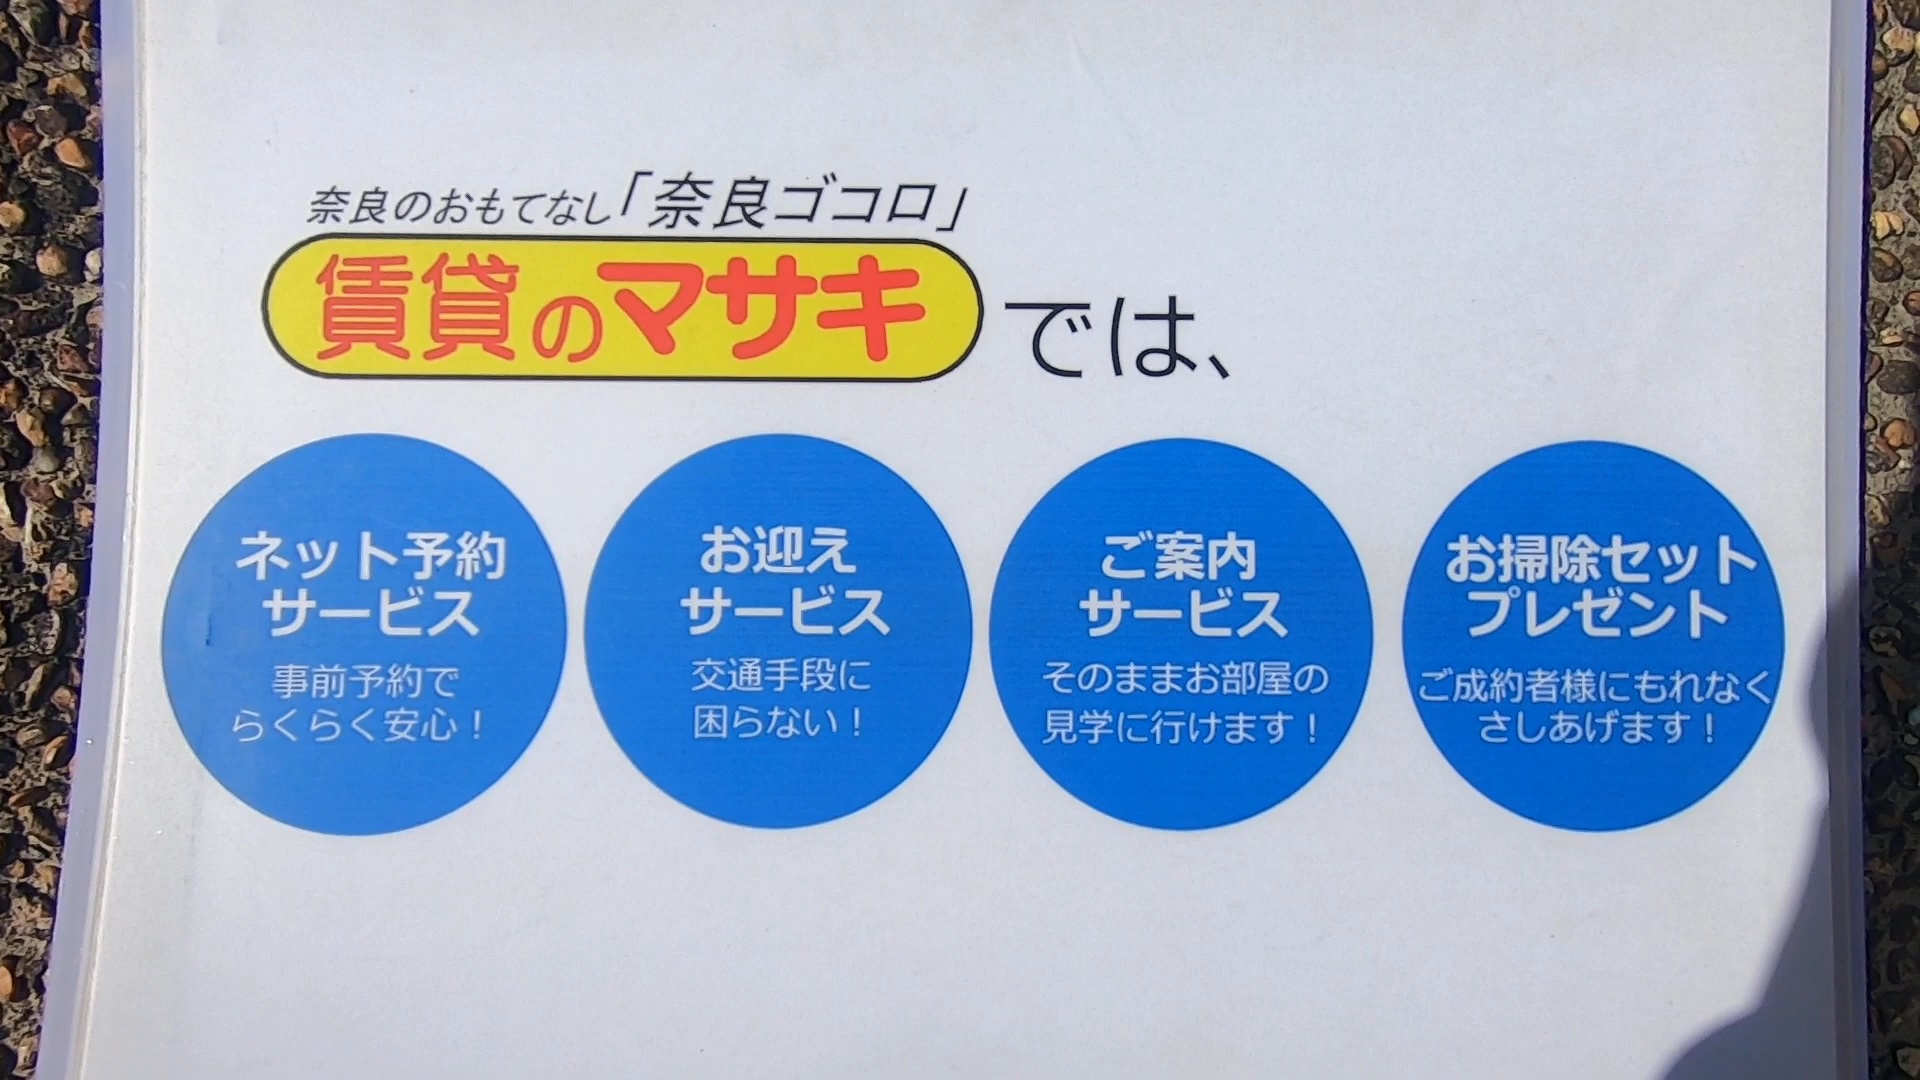 奈良のおもてなし「奈良ゴコロ」
賃貸のマサキでは、
ネット予約
サービス
事前予約で
らくらく安心！
お迎え
サービス
交通手段に
困らない！
ご案内
サービス
そのままお部屋の
見学に行けます！
お掃除セット
プレゼント
ご成約者様にもれなく
さしあげます！